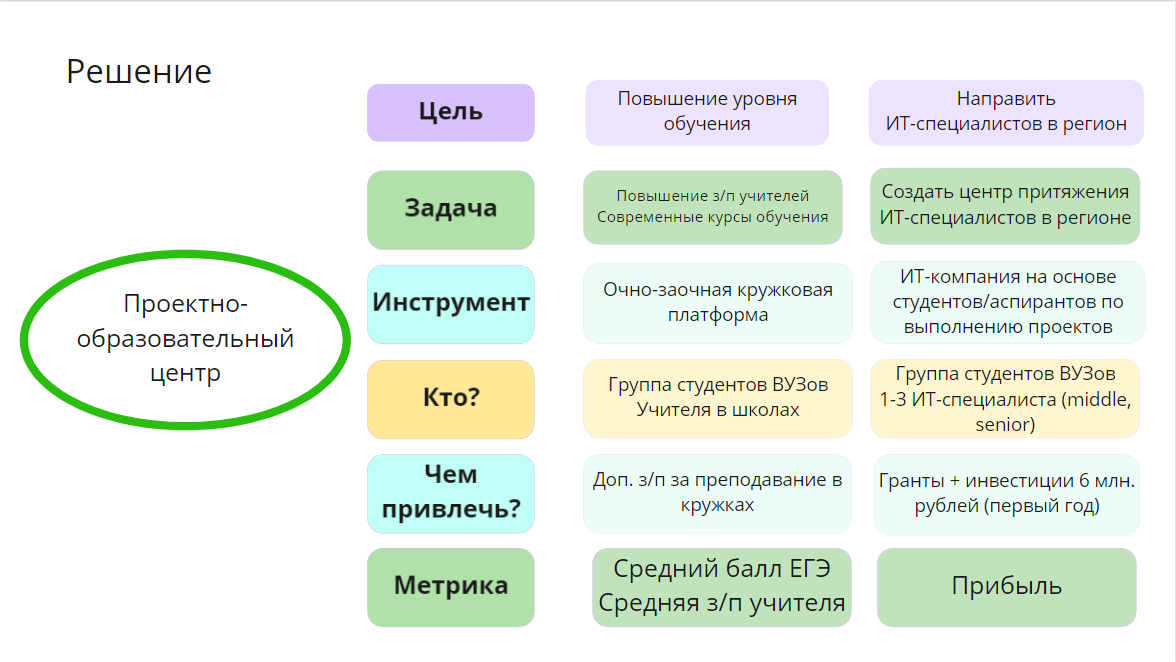 Решение
Проектно-
образовательный
центр
Цель
Повышение уровня
обучения
Направить
ИТ-специалистов в регион
Задача
Повышение з/п учителей
Современные курсы обучения
Создать центр притяжения
ИТ-специалистов в регионе
Инструмент
Очно-заочная кружковая
платформа
ИТ-компания на основе
студентов/аспирантов по
выполнению проектов
Кто?
Группа студентов ВУЗов
Учителя в школах
Группа студентов ВУЗов
1-3 ИТ-специалиста (middle,
senior)
Чем
привлечь?
Доп. з/п за преподавание в
кружках
Гранты + инвестиции 6 млн.
рублей (первый год)
Метрика
Средний балл ЕГЭ
Средняя з/п учителя
Прибыль